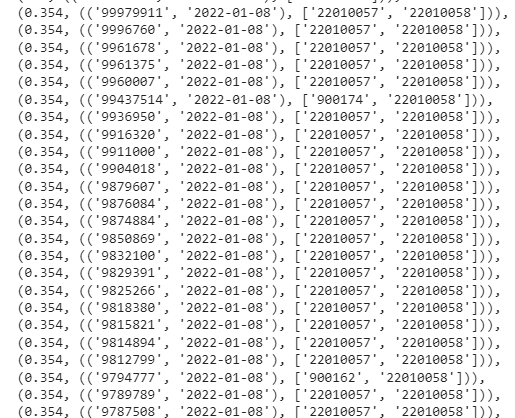 (0.354, (('99979911', '2022-01-08'), ['22010057', '22010058'])),
(0.354, (('9996760', '2022-01-08'), ['22010057', '22010058'])),
(0.354, (('9961678', '2022-01-08'), ['22010057', '22010058'])),
(0.354, (('9961375', '2022-01-08'), ['22010057', '22010058'])),
(0.354, (('9960007', '2022-01-08'), ['22010057', '22010058'])),
(0.354, (('99437514', '2022-01-08'), ['900174', '22010058'])),
(0.354, (('9936950', '2022-01-08'), ['22010057', '22010058'])),
(0.354, (('9916320', '2022-01-08'), ['22010057', '22010058'])),
(0.354, (('9911000', '2022-01-08'), ['22010057', '22010058'])),
(0.354, (('9904018', '2022-01-08'), ['22010057', '22010058'])),
(0.354, (('9879607', '2022-01-08'), ['22010057', '22010058'])),
(0.354, (('9876084', '2022-01-08'), ['22010057', '22010058'])),
(0.354, (('9874884', '2022-01-08'), ['22010057', '22010058'])),
(0.354, (('9850869', '2022-01-08'), ['22010057', '22010058'])),
(0.354, (('9832100', '2022-01-08'), ['22010057', '22010058'])),
(0.354, (('9829391', '2022-01-08'), ['22010057', '22010058'])),
(0.354, (('9825266', '2022-01-08'), ['22010057', '22010058'])),
(0.354, (('9818380', '2022-01-08'), ['22010057', '22010058'])),
(0.354, (('9815821', '2022-01-08'), ['22010057', '22010058'])),
(0.354, (('9814894', '2022-01-08'), ['22010057', '22010058'])),
(0.354, (('9812799', '2022-01-08'), ['22010057', '22010058'])),
(0.354, (('9794777', '2022-01-08'), ['900162', '22010058'])),
(0.354, (('9789789', '2022-01-08'), ['22010057', '22010058'])),
(0.354, (('9787508', '2022-01-08'), ['22010057', '22010058'])),